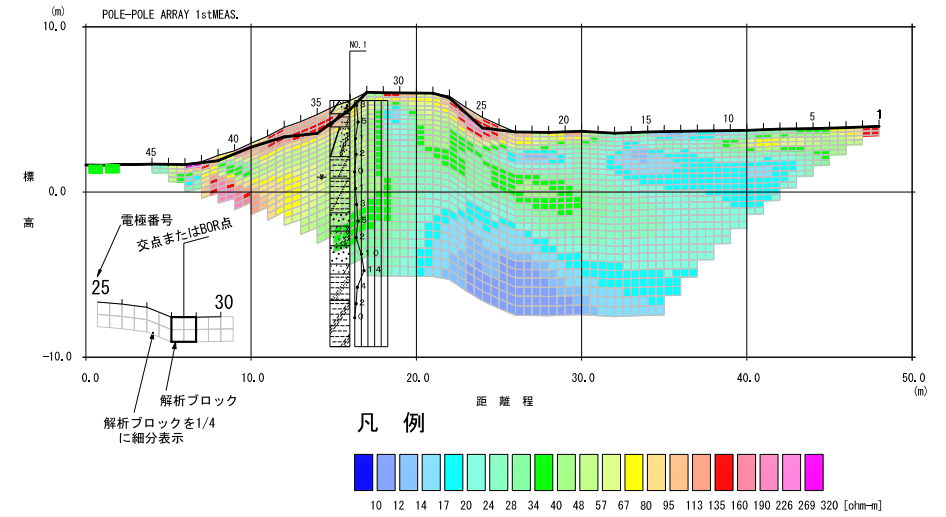 (m)
POLE-POLE ARRAY 1stMEAS.
10.0
NO.1
30
35
25
40
20
15
10
5
1
45
標
高
0.0
-10.0
0.0
10.0
20.0
30.0
40.0
50.0
(m)
距 離 程
電極番号
交点またはBOR点
25
30
解析ブロック
解析ブロックを1/4
に細分表示
凡 例
10 12 14 17 20 24 28 34 40 48 57 67 80 95 113 135 160 190 226 269 320 [ohm-m]